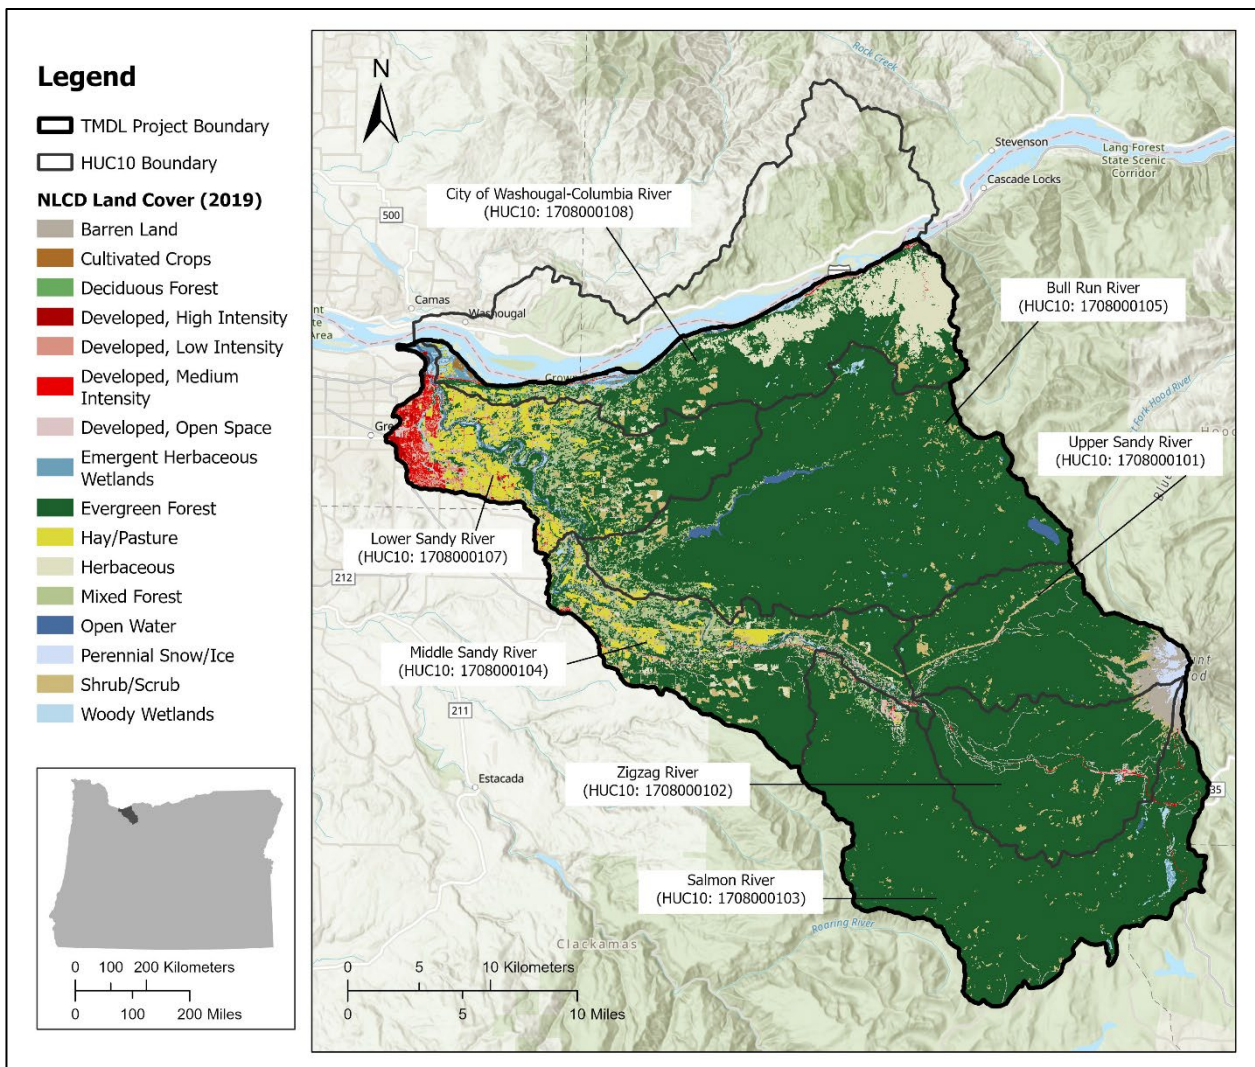 Legend
TMDL Project Boundary
HUC10 Boundary
NLCD Land Cover (2019)
Barren Land
Cultivated Crops
Deciduous Forest
Developed, High Intensity
Developed, Low Intensity
Developed, Medium
Intensity
Developed, Open Space
Emergent Herbaceous
Wetlands
Evergreen Forest
Hay/Pasture
Herbaceous
Mixed Forest
Open Water
Perennial Snow/Ice
Shrub/Scrub
Woody Wetlands
0 100 200 Kilometers
0 100 200 Miles
N
Rock Creek
Stevenson
Lang Forest
State Scenic
Corridor
Cascade Locks
City of Washougal-Columbia River
(HUC10: 1708000108)
500
Camas
Washougal
Area
Bull Run River
(HUC10: 1708000105)
Upper Sandy River
(HUC10: 1708000101)
Lower Sandy River
(HUC10: 1708000107)
212
Middle Sandy River
(HUC10: 1708000104)
211
Estacada
Zigzag River
(HUC10: 1708000102)
35
Salmon River
(HUC10: 1708000103)
Roaring River
Clackamas
0 5 10 Kilometers
0 5 10 Miles